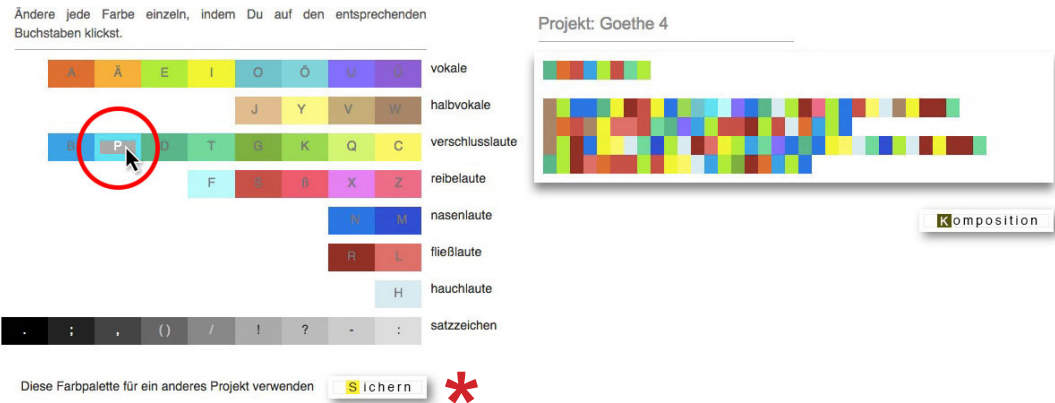 Ändere jede Farbe einzeln, indem Du auf den entsprechenden
Buchstaben klickst.
A Ä E I O Ö U Ü vokale
J Y V W halbvokale
B P D T G K Q C verschlusslaute
F S ß X Z reibelaute
N M nasenlaute
R L fließlaute
H hauchlaute
. ; , ( ) / ! ? - : satzzeichen
Diese Farbpalette für ein anderes Projekt verwenden Sichern *
Projekt: Goethe 4
Komposition